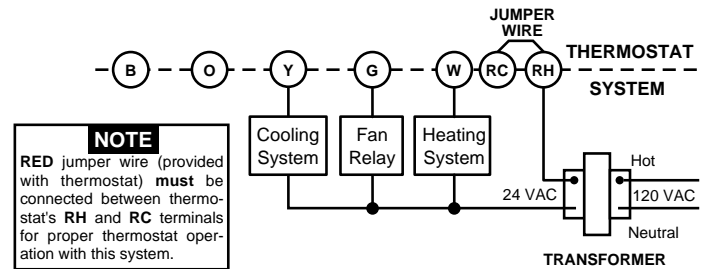 JUMPER
WIRE
B O Y G W RC RH THERMOSTAT
SYSTEM
Cooling
System
Fan
Relay
Heating
System
NOTE
RED jumper wire (provided
with thermostat) must be
connected between thermo-
stat's RH and RC terminals
for proper thermostat oper-
ation with this system.
Hot
24 VAC
120 VAC
Neutral
TRANSFORMER